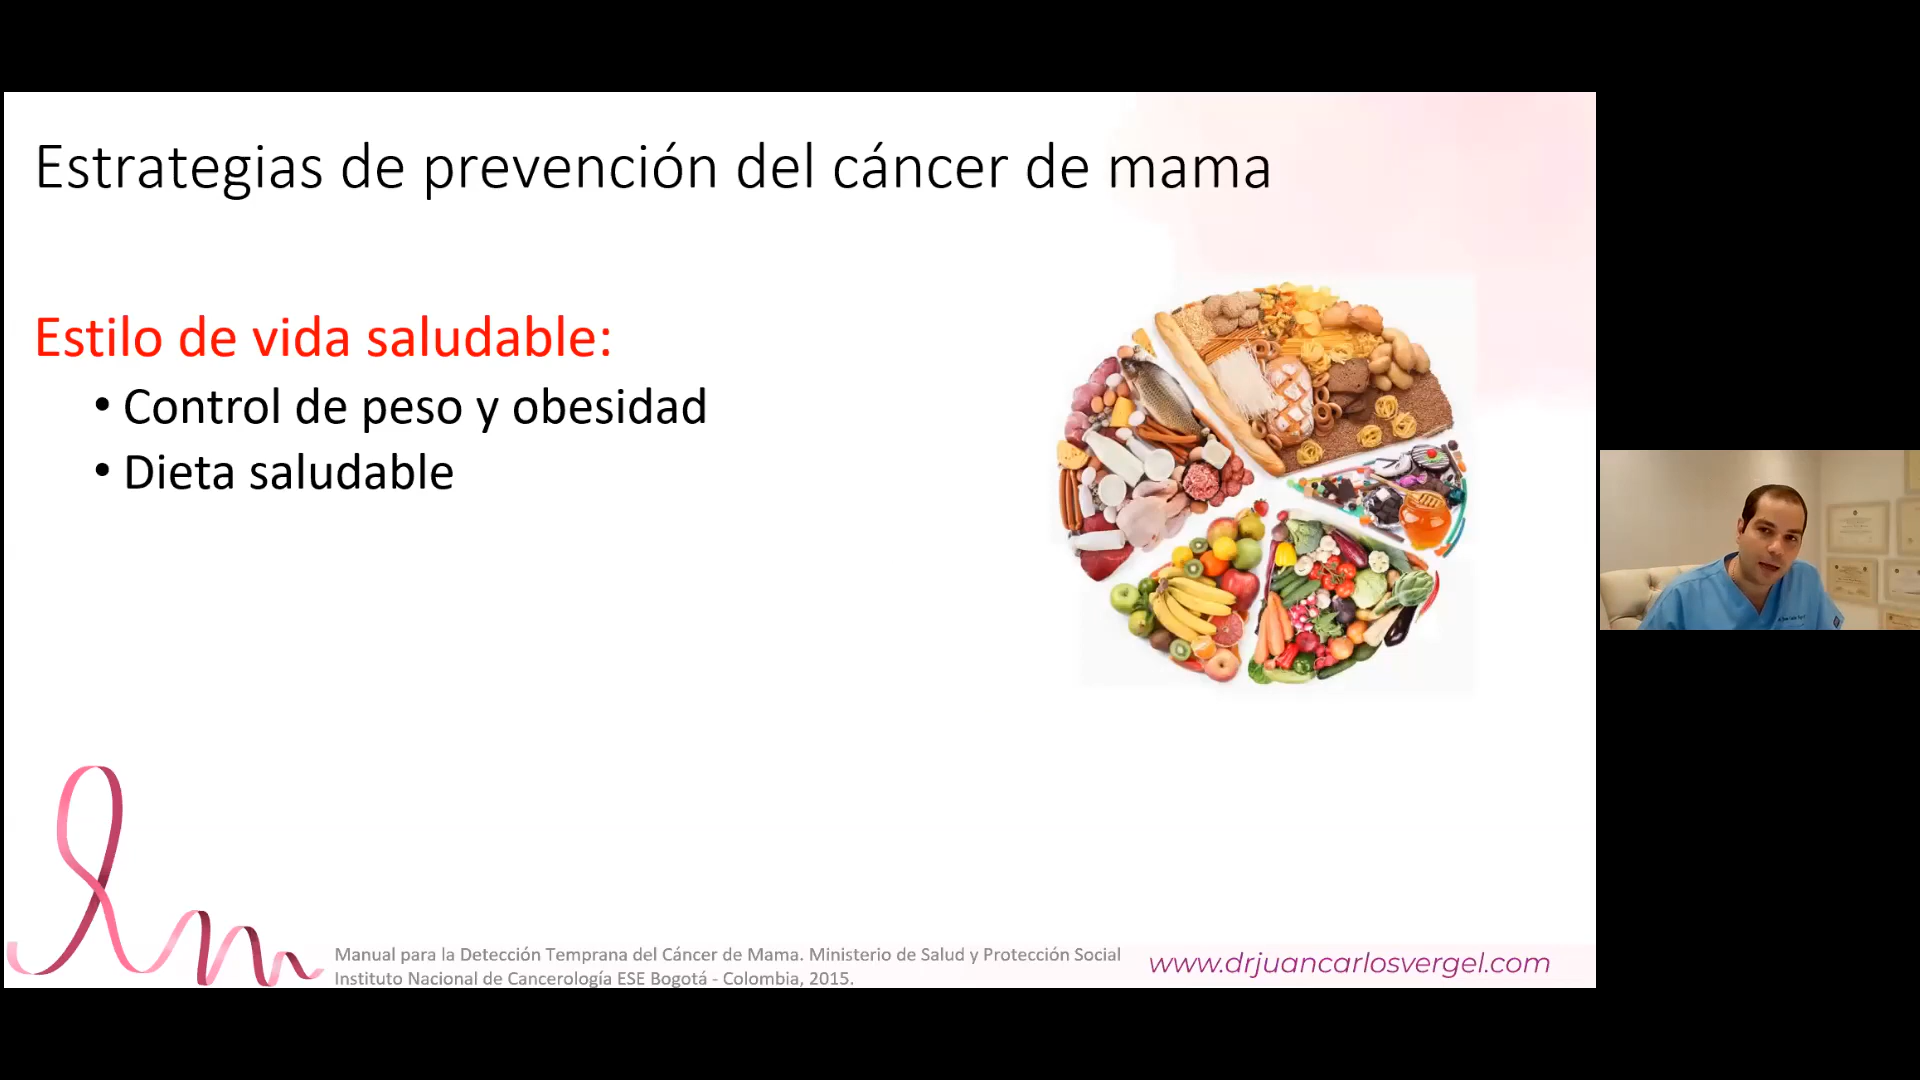 Estrategias de prevención del cáncer de mama
Estilo de vida saludable:
• Control de peso y obesidad
• Dieta saludable
Manual para la Detección Temprana del Cáncer de Mama. Ministerio de Salud y Protección Social
Instituto Nacional de Cancerología ESE Bogotá - Colombia, 2015.
www.drjuancarlosvergel.com